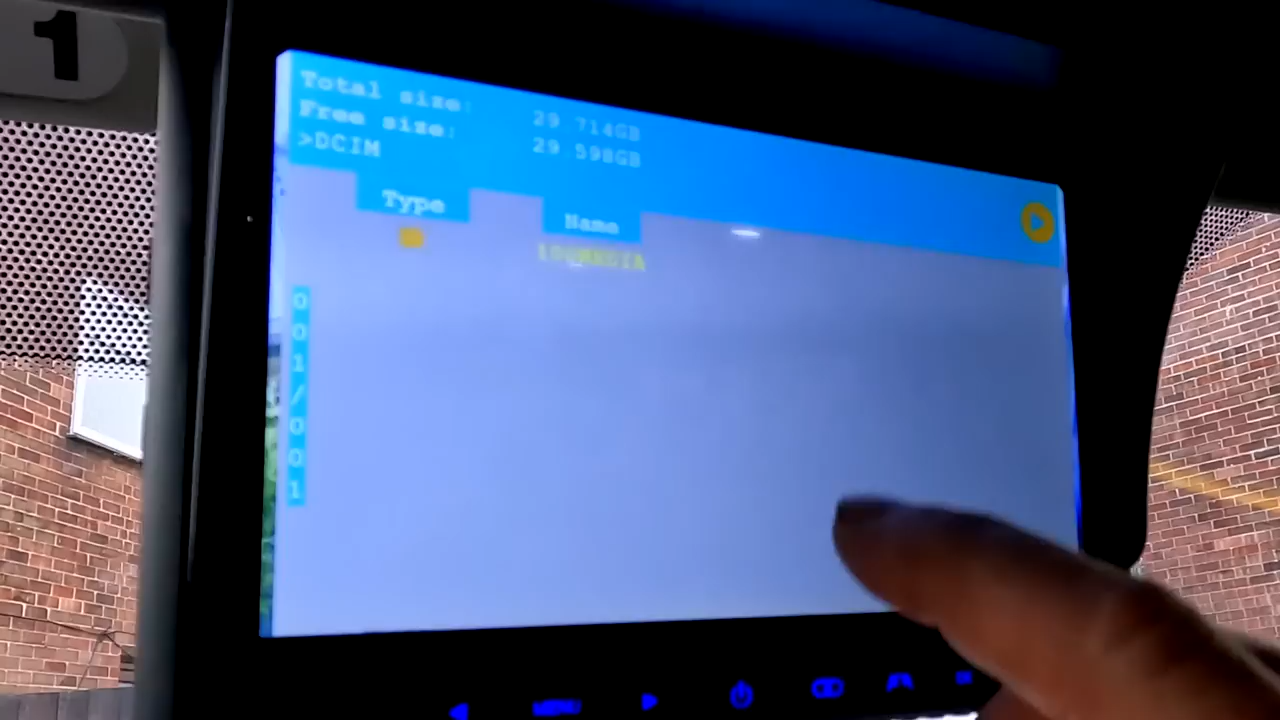 1
Total size: 29.714GB
Free size: 29.598GB
>DCIM
Type Name
100MEDIA
001/001
MENU